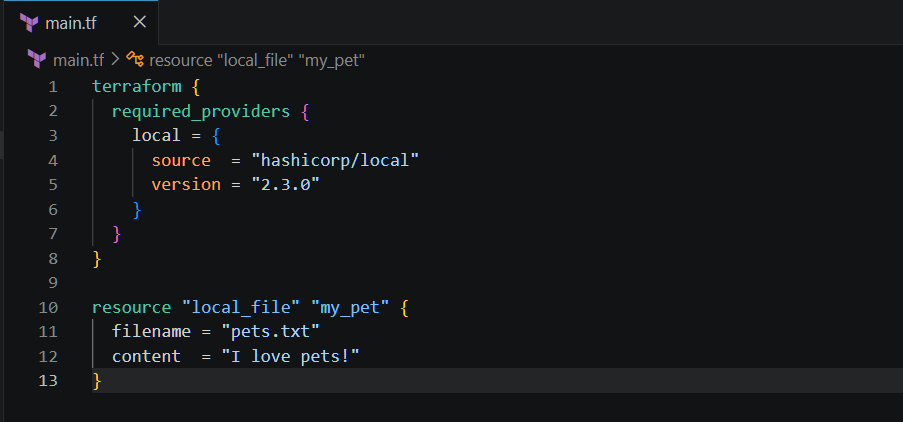 main.tf
main.tf > resource "local_file" "my_pet"
1 terraform {
2   required_providers {
3     local = {
4       source  = "hashicorp/local"
5       version = "2.3.0"
6     }
7   }
8 }
9
10 resource "local_file" "my_pet" {
11   filename = "pets.txt"
12   content  = "I love pets!"
13 }